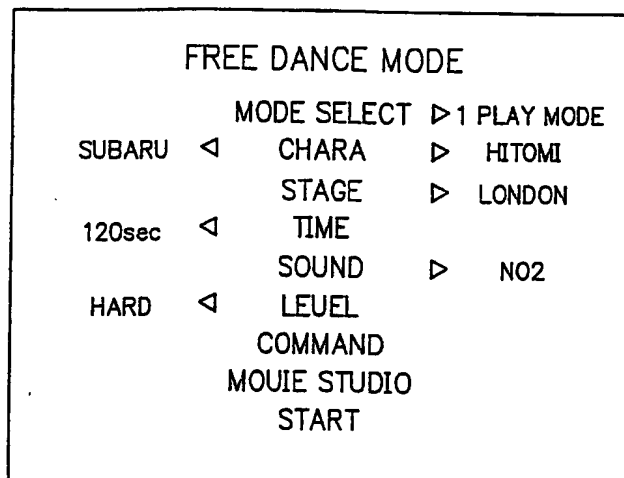 FREE DANCE MODE
MODE SELECT ▷ 1 PLAY MODE
SUBARU ◁ CHARA ▷ HITOMI
STAGE ▷ LONDON
120sec ◁ TIME
SOUND ▷ NO2
HARD ◁ LEUEL
COMMAND
MOUIE STUDIO
START